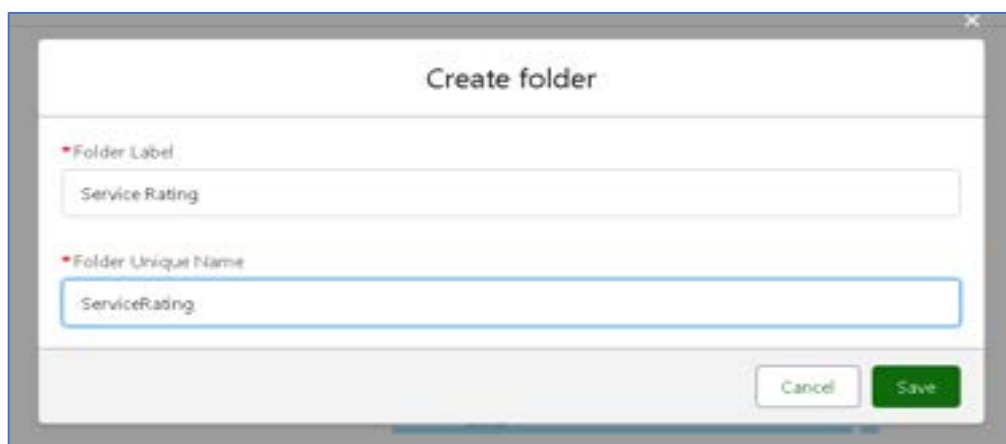 Create folder
*Folder Label
Service Rating
*Folder Unique Name
ServiceRating
Cancel Save